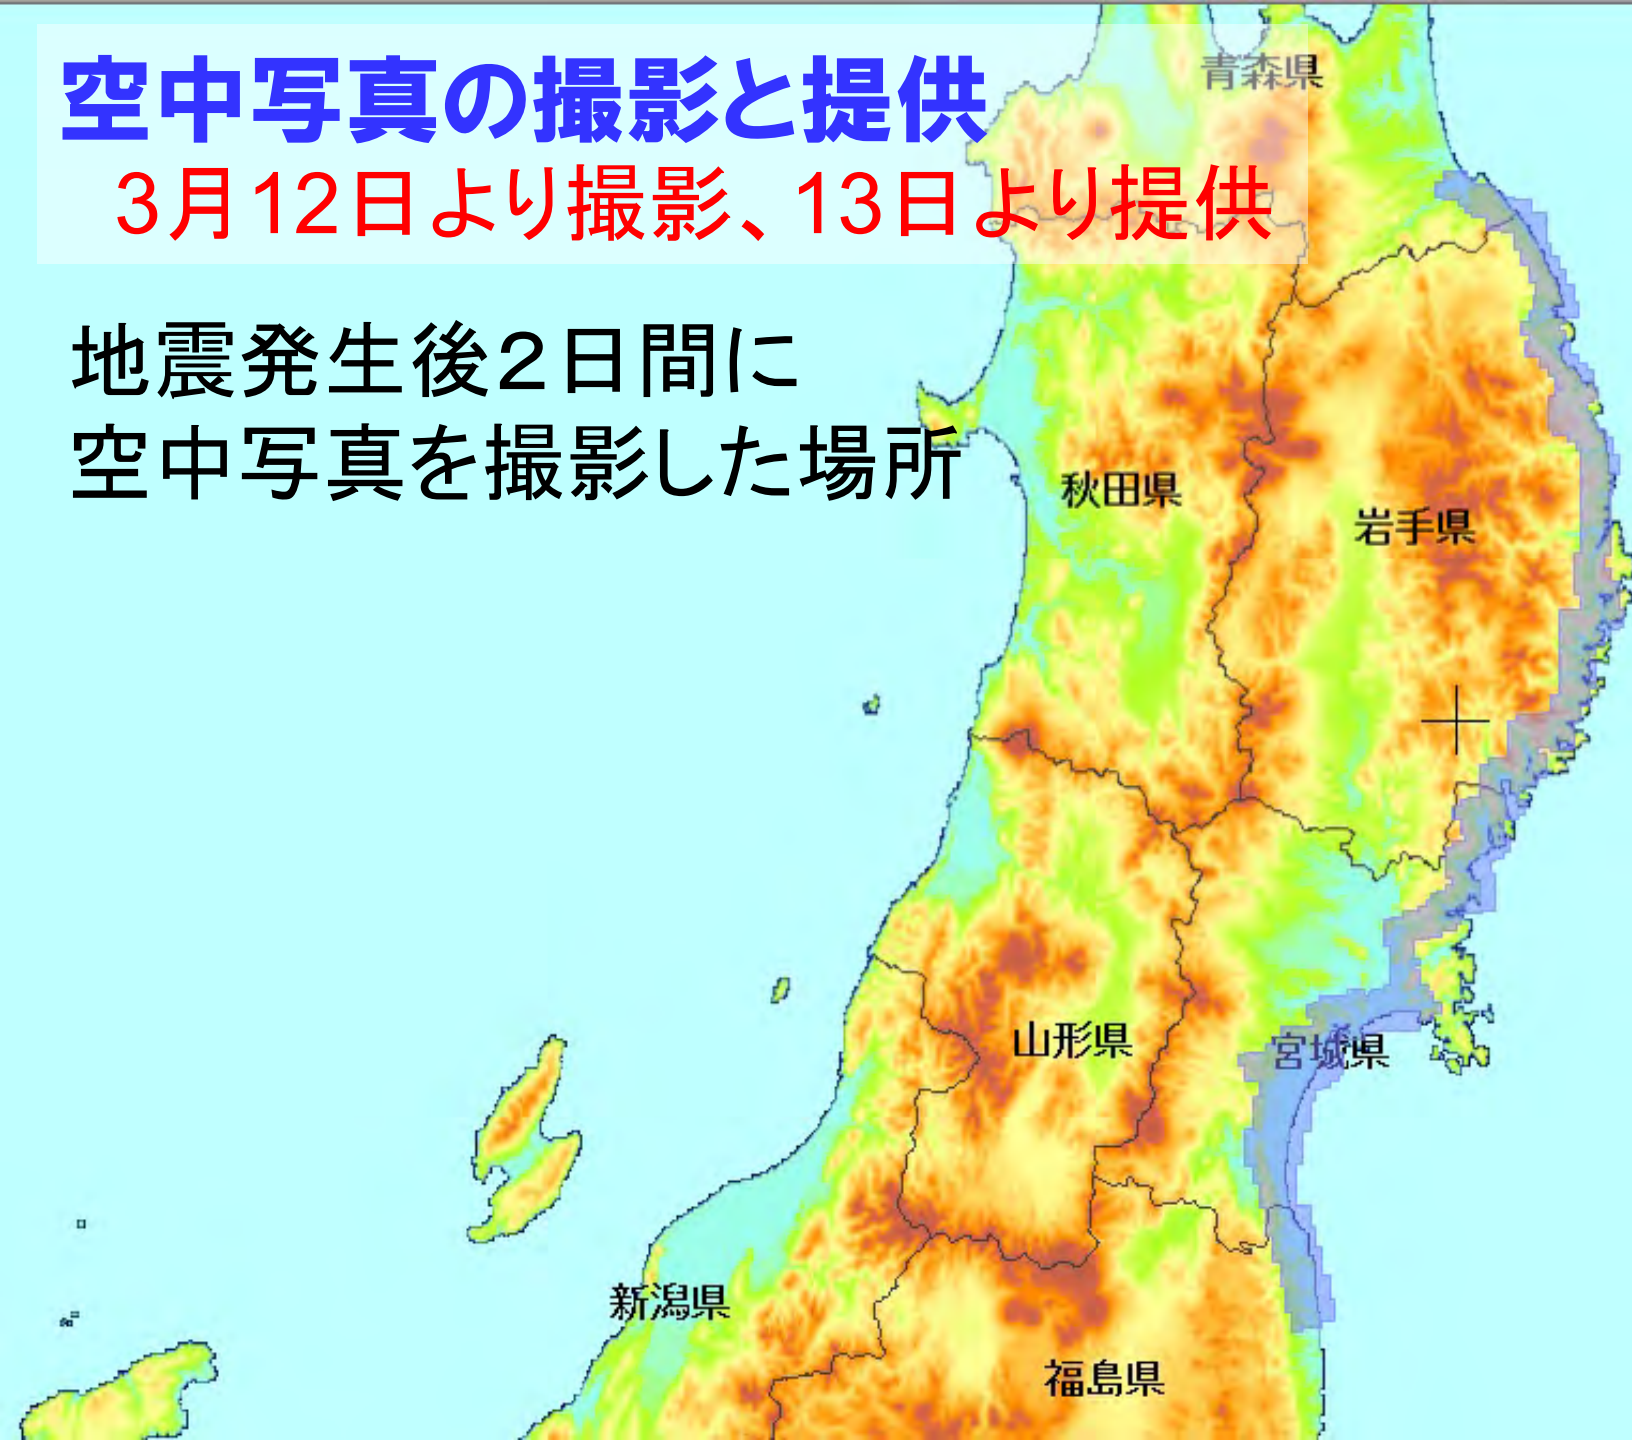 空中写真の撮影と提供
3月12日より撮影、13日より提供
地震発生後２日間に
空中写真を撮影した場所
青森県
秋田県
岩手県
山形県
宮城県
新潟県
福島県